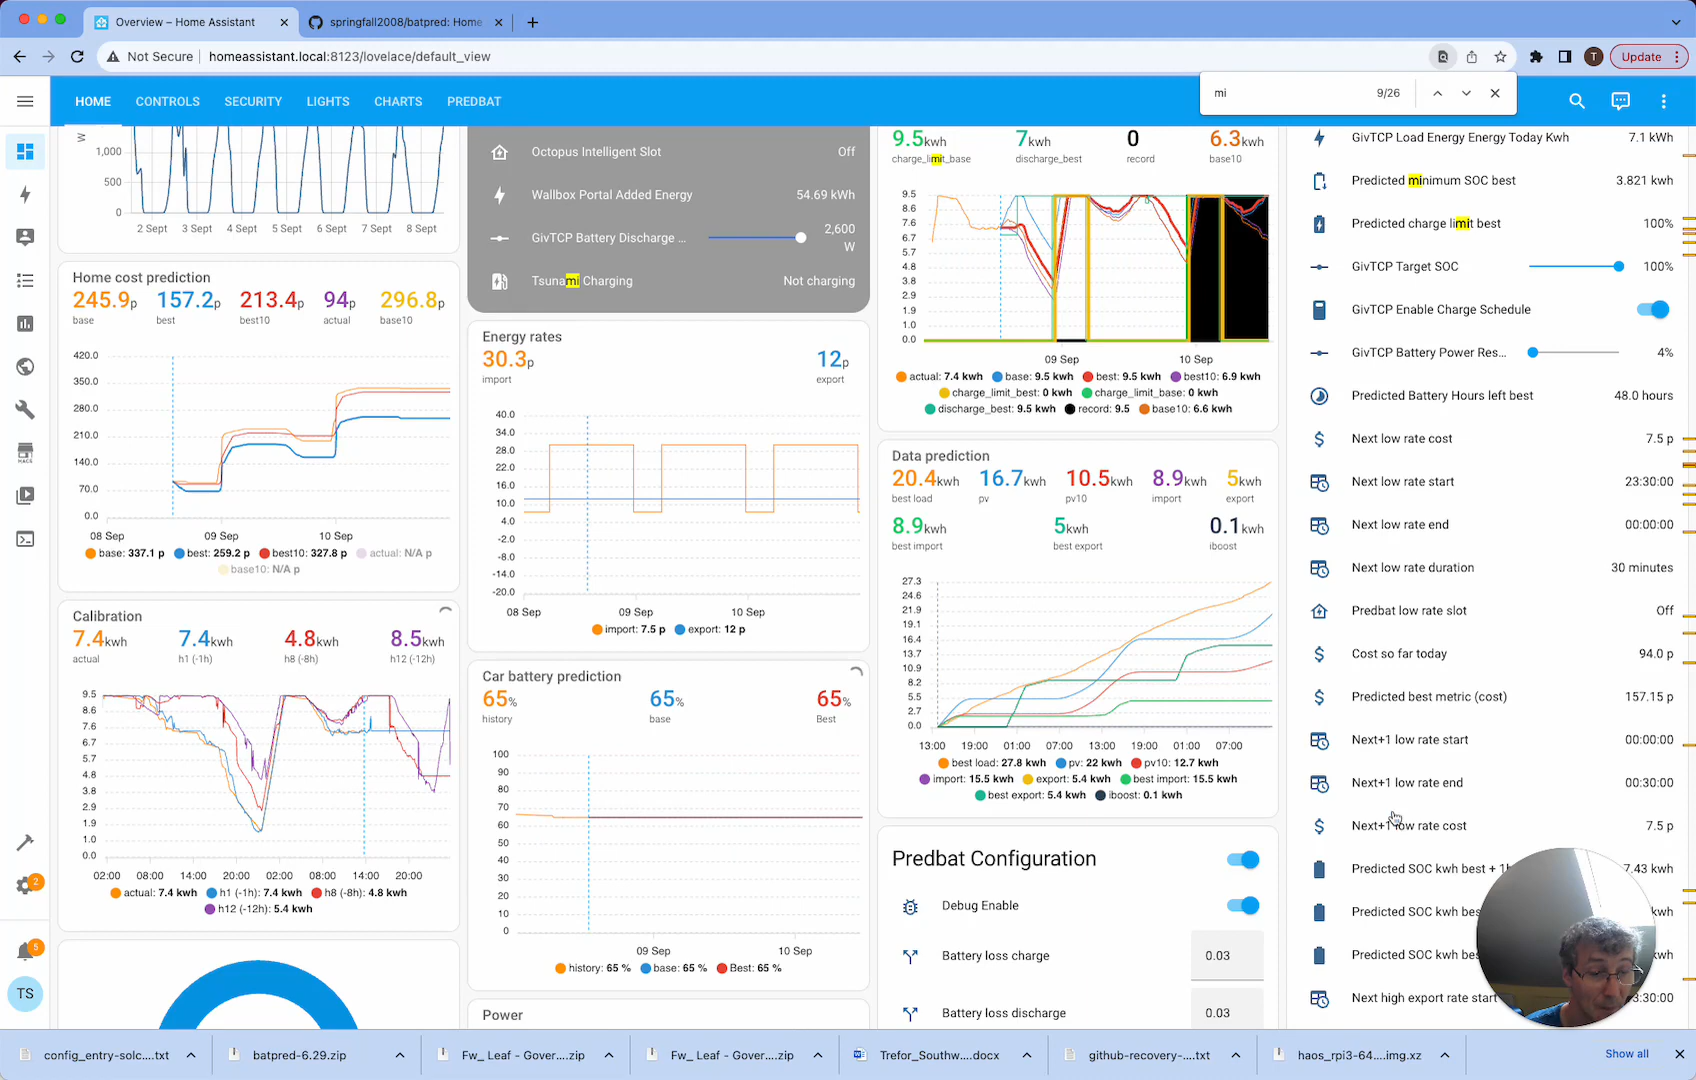 Overview – Home Assistant
springfall2008/batpred: Home
Not Secure
homeassistant.local:8123/lovelace/default_view
T
Update
mi
9/26
HOME
CONTROLS
SECURITY
LIGHTS
CHARTS
PREDBAT
W
1,000
500
0
2 Sept
3 Sept
4 Sept
5 Sept
6 Sept
7 Sept
8 Sept
Home cost prediction
245.9p
157.2p
213.4p
94p
296.8p
base
best
best10
actual
base10
420.0
350.0
280.0
210.0
140.0
70.0
0.0
08 Sep
09 Sep
10 Sep
base: 337.1 p
best: 259.2 p
best10: 327.8 p
actual: N/A p
base10: N/A p
Calibration
7.4kwh
7.4kwh
4.8kwh
8.5kwh
actual
h1 (-1h)
h8 (-8h)
h12 (-12h)
9.5
8.6
7.6
6.7
5.7
4.8
3.8
2.9
1.9
1.0
0.0
02:00
08:00
14:00
20:00
02:00
08:00
14:00
20:00
actual: 7.4 kwh
h1 (-1h): 7.4 kwh
h8 (-8h): 4.8 kwh
h12 (-12h): 5.4 kwh
Octopus Intelligent Slot
Off
Wallbox Portal Added Energy
54.69 kWh
GivTCP Battery Discharge ...
2,600
W
Tsunami Charging
Not charging
Energy rates
30.3p
12p
import
export
40.0
34.0
28.0
22.0
16.0
10.0
4.0
-2.0
-8.0
-14.0
-20.0
08 Sep
09 Sep
10 Sep
import: 7.5 p
export: 12 p
Car battery prediction
65%
65%
65%
history
base
Best
100
90
80
70
60
50
40
30
20
10
0
09 Sep
10 Sep
history: 65 %
base: 65 %
Best: 65 %
Power
9.5kwh
7kwh
0
6.3kwh
charge_limit_base
discharge_best
record
base10
9.5
8.6
7.6
6.7
5.7
4.8
3.8
2.9
1.9
1.0
0.0
09 Sep
10 Sep
actual: 7.4 kwh
base: 9.5 kwh
best: 9.5 kwh
best10: 6.9 kwh
charge_limit_best: 0 kwh
charge_limit_base: 0 kwh
discharge_best: 9.5 kwh
record: 9.5
base10: 6.6 kwh
Data prediction
20.4kwh
16.7kwh
10.5kwh
8.9kwh
5kwh
best load
pv
pv10
import
export
8.9kwh
5kwh
0.1kwh
best import
best export
iboost
27.3
24.6
21.9
19.1
16.4
13.7
10.9
8.2
5.5
2.7
0.0
13:00
19:00
01:00
07:00
13:00
19:00
01:00
07:00
best load: 27.8 kwh
pv: 22 kwh
pv10: 12.7 kwh
import: 15.5 kwh
export: 5.4 kwh
best import: 15.5 kwh
best export: 5.4 kwh
iboost: 0.1 kwh
Predbat Configuration
Debug Enable
Battery loss charge
0.03
Battery loss discharge
0.03
GivTCP Load Energy Energy Today Kwh
7.1 kWh
Predicted minimum SOC best
3.821 kwh
Predicted charge limit best
100%
GivTCP Target SOC
100%
GivTCP Enable Charge Schedule
GivTCP Battery Power Res...
4%
Predicted Battery Hours left best
48.0 hours
Next low rate cost
7.5 p
Next low rate start
23:30:00
Next low rate end
00:00:00
Next low rate duration
30 minutes
Predbat low rate slot
Off
Cost so far today
94.0 p
Predicted best metric (cost)
157.15 p
Next+1 low rate start
00:00:00
Next+1 low rate end
00:30:00
Next+1 low rate cost
7.5 p
Predicted SOC kwh best + 1h
7.43 kwh
Predicted SOC kwh bes
kwh
Predicted SOC kwh bes
kwh
Next high export rate start
3:30:00
HACS
2
5
TS
config_entry-solc....txt
batpred-6.29.zip
Fw_ Leaf - Gover....zip
Fw_ Leaf - Gover....zip
Trefor_Southw....docx
github-recovery-....txt
haos_rpi3-64....img.xz
Show all